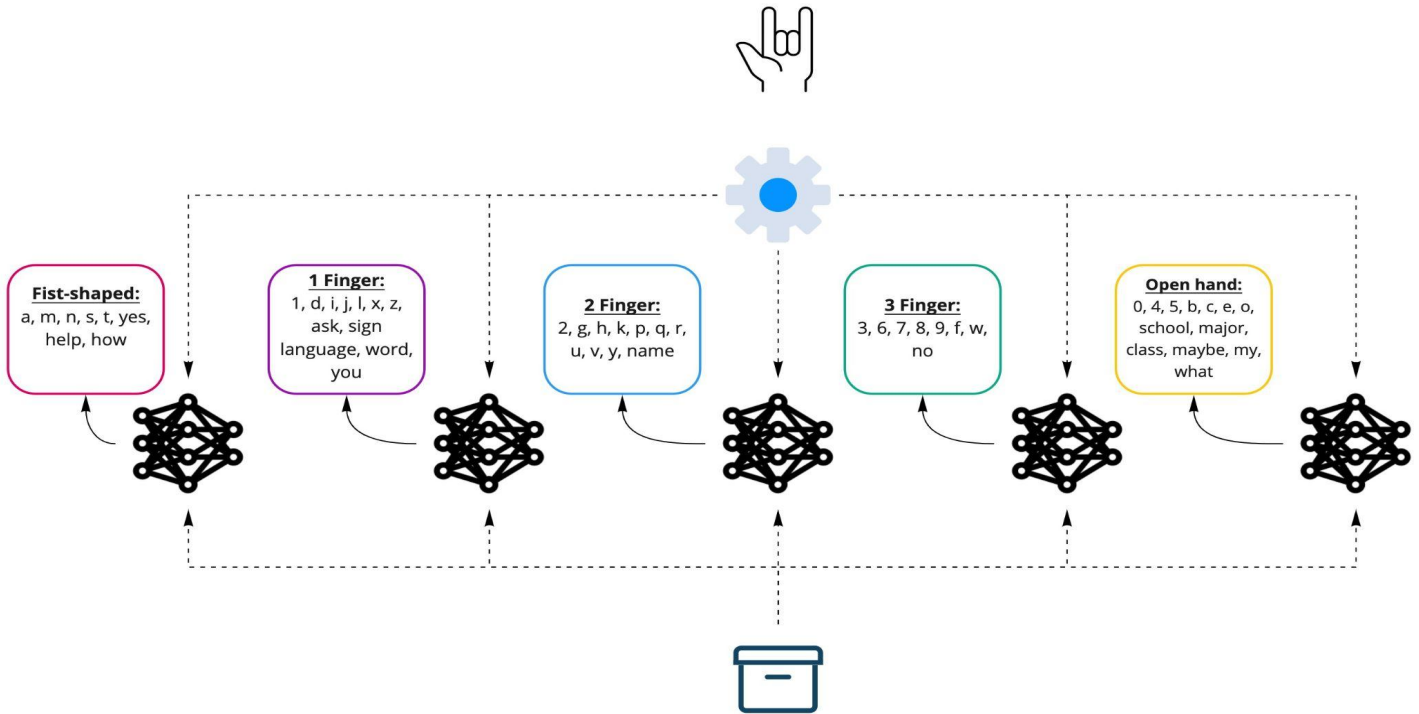 Fist-shaped:
a, m, n, s, t, yes,
help, how
1 Finger:
1, d, i, j, l, x, z,
ask, sign
language, word,
you
2 Finger:
2, g, h, k, p, q, r,
u, v, y, name
3 Finger:
3, 6, 7, 8, 9, f, w,
no
Open hand:
0, 4, 5, b, c, e, o,
school, major,
class, maybe, my,
what